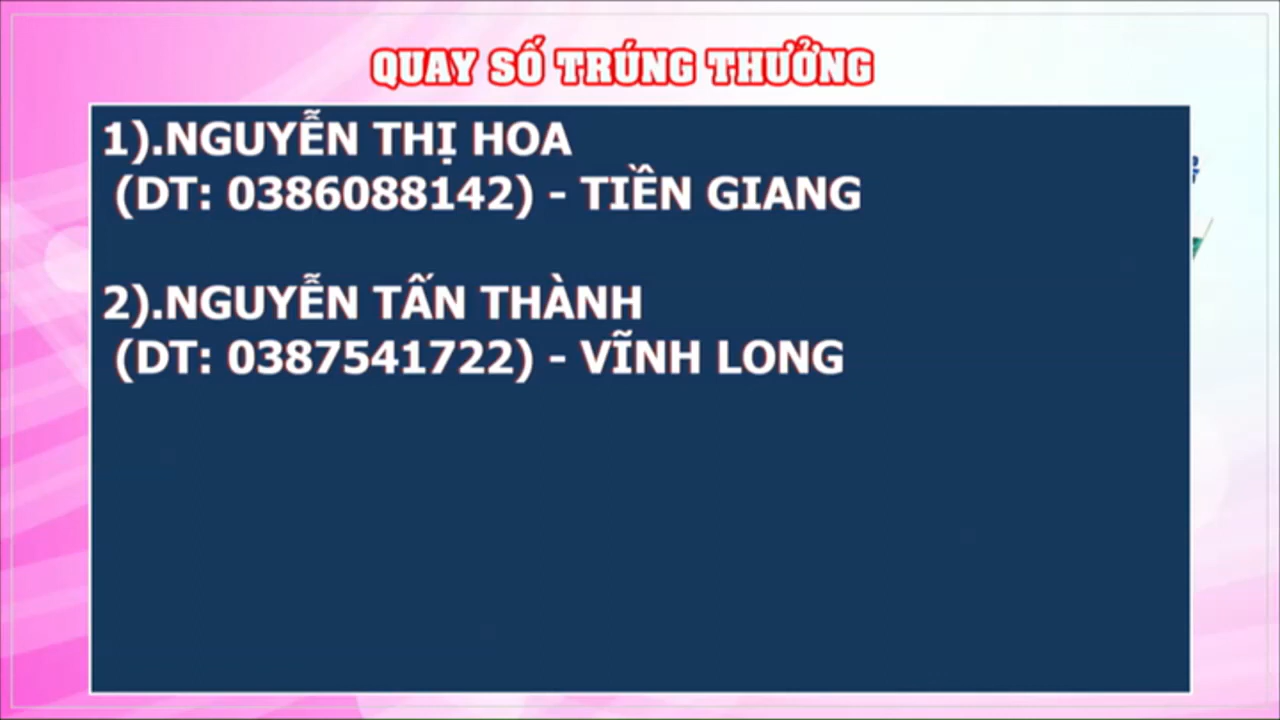 QUAY SỐ TRÚNG THƯỞNG
1).NGUYỄN THỊ HOA
(DT: 0386088142) - TIỀN GIANG
2).NGUYỄN TẤN THÀNH
(DT: 0387541722) - VĨNH LONG